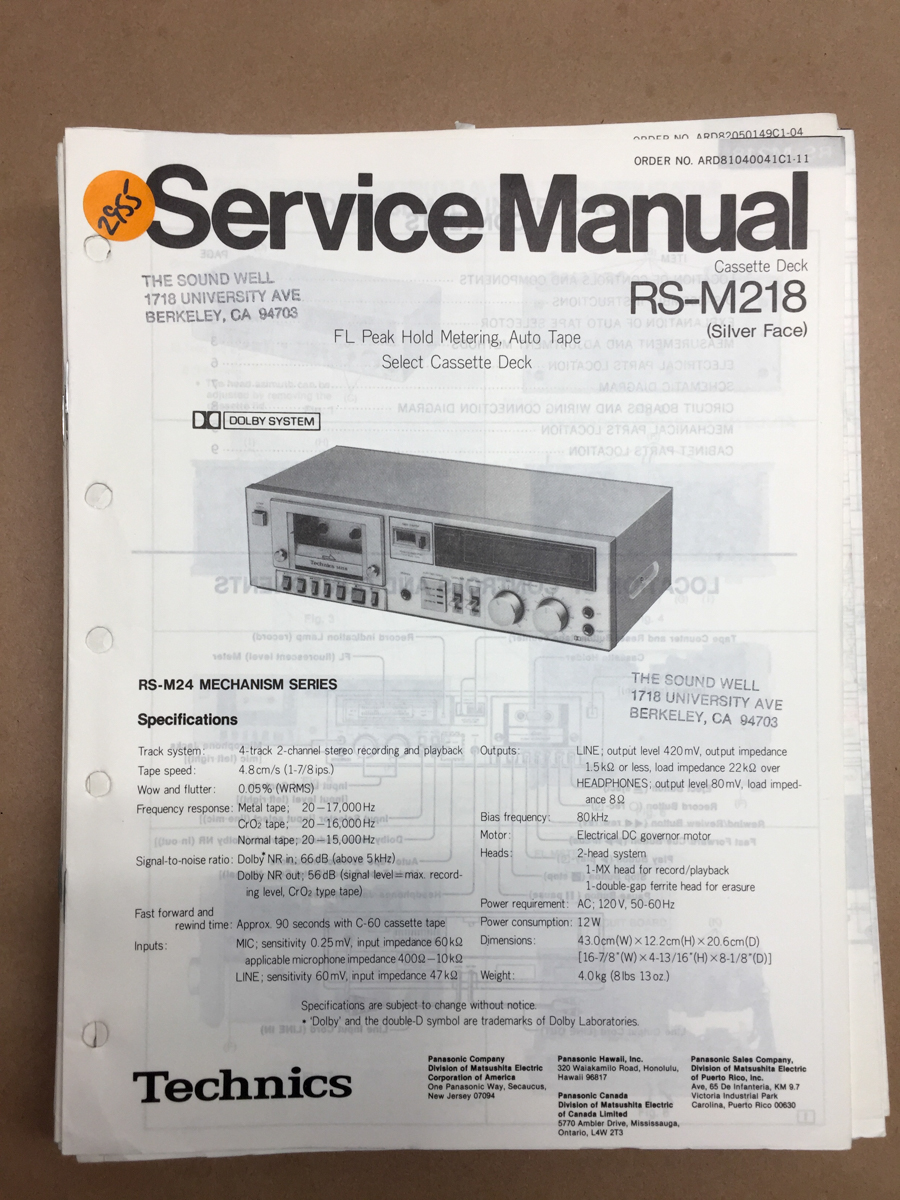 ORDER NO. ARD82050149C1-04
ORDER NO. ARD81040041C1-11
2955
Service Manual
Cassette Deck
RS-M218
(Silver Face)
THE SOUND WELL
1718 UNIVERSITY AVE
BERKELEY, CA 94703
FL Peak Hold Metering, Auto Tape
Select Cassette Deck
DOLBY SYSTEM
Technics
RS-M24 MECHANISM SERIES
THE SOUND WELL
1718 UNIVERSITY AVE
BERKELEY, CA 94703
Specifications
Track system: 4-track 2-channel stereo recording and playback
Tape speed: 4.8cm/s (1-7/8 ips.)
Wow and flutter: 0.05% (WRMS)
Frequency response: Metal tape; 20–17,000Hz
CrO₂ tape; 20–16,000Hz
Normal tape; 20–15,000Hz
Signal-to-noise ratio: Dolby* NR in; 66dB (above 5kHz)
Dolby NR out; 56dB (signal level=max. record-
ing level, CrO₂ type tape)
Fast forward and
rewind time: Approx. 90 seconds with C-60 cassette tape
Inputs: MIC; sensitivity 0.25mV, input impedance 60kΩ
applicable microphone impedance 400Ω–10kΩ
LINE; sensitivity 60mV, input impedance 47kΩ
Outputs: LINE; output level 420mV, output impedance
1.5kΩ or less, load impedance 22kΩ over
HEADPHONES; output level 80mV, load imped-
ance 8Ω
Bias frequency: 80kHz
Motor: Electrical DC governor motor
Heads: 2-head system
1-MX head for record/playback
1-double-gap ferrite head for erasure
Power requirement: AC; 120V, 50-60Hz
Power consumption: 12W
Dimensions: 43.0cm(W)×12.2cm(H)×20.6cm(D)
[16-7/8"(W)×4-13/16"(H)×8-1/8"(D)]
Weight: 4.0kg (8lbs 13oz.)
Specifications are subject to change without notice.
• 'Dolby' and the double-D symbol are trademarks of Dolby Laboratories.
Technics
Panasonic Company
Division of Matsushita Electric
Corporation of America
One Panasonic Way, Secaucus,
New Jersey 07094
Panasonic Hawaii, Inc.
320 Waiakamilo Road, Honolulu,
Hawaii 96817
Panasonic Canada
Division of Matsushita Electric
of Canada Limited
5770 Ambler Drive, Mississauga,
Ontario, L4W 2T3
Panasonic Sales Company,
Division of Matsushita Electric
of Puerto Rico, Inc.
Ave, 65 De Infanteria, KM 9.7
Victoria Industrial Park
Carolina, Puerto Rico 00630